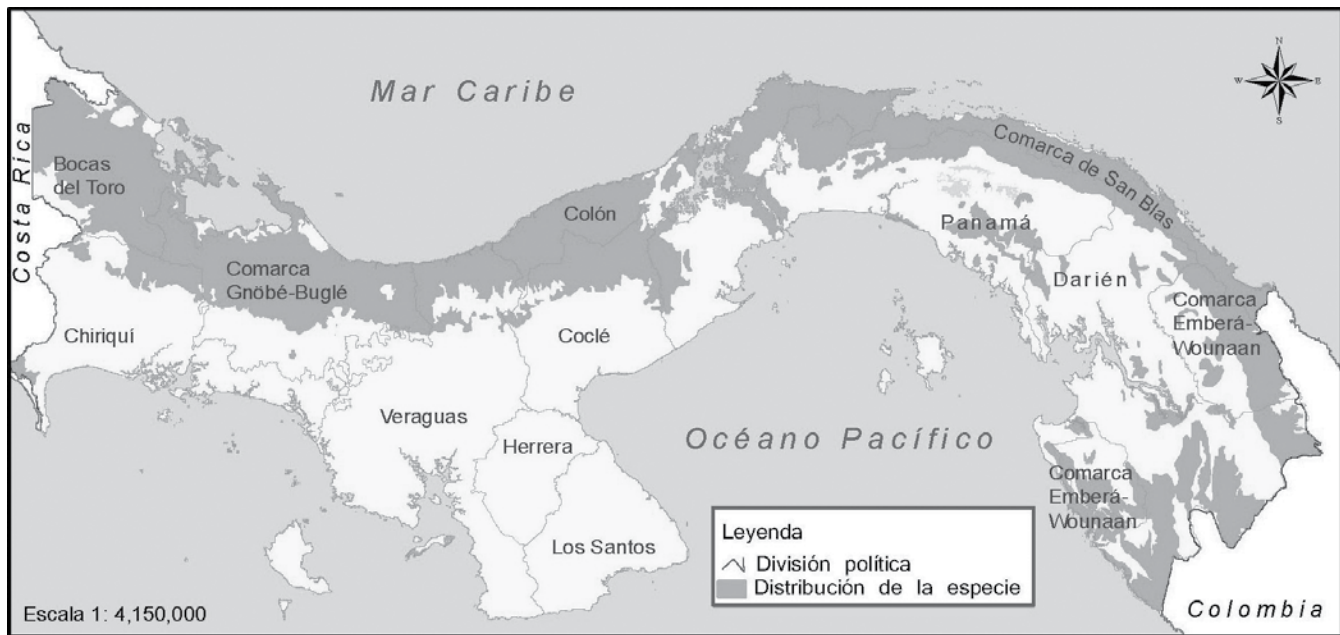 Mar Caribe
N
W
E
S
Costa Rica
Bocas
del Toro
Comarca de San Blas
Colón
Panamá
Comarca
Gnöbé-Buglé
Darién
Comarca
Emberá-
Wounaan
Chiriquí
Coclé
Veraguas
Océano Pacífico
Herrera
Comarca
Emberá-
Wounaan
Los Santos
Leyenda
División política
Distribución de la especie
Escala 1: 4,150,000
Colombia